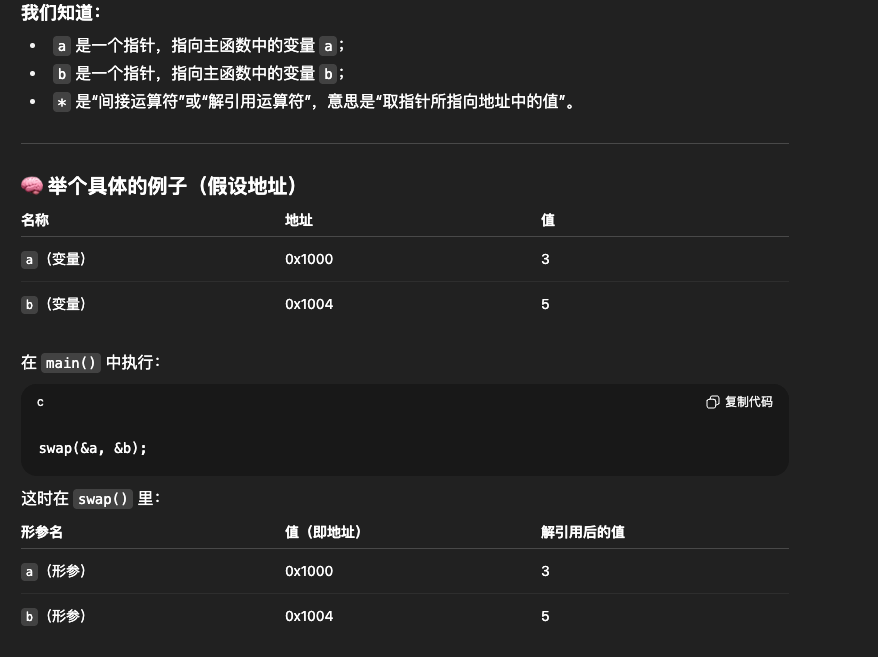 我们知道：
• a 是一个指针，指向主函数中的变量 a；
• b 是一个指针，指向主函数中的变量 b；
• * 是“间接运算符”或“解引用运算符”，意思是“取指针所指向地址中的值”。
🧠 举个具体的例子（假设地址）
名称 地址 值
a （变量） 0x1000 3
b （变量） 0x1004 5
在 main() 中执行：
c 复制代码
swap(&a, &b);
这时在 swap() 里：
形参名 值（即地址） 解引用后的值
a （形参） 0x1000 3
b （形参） 0x1004 5